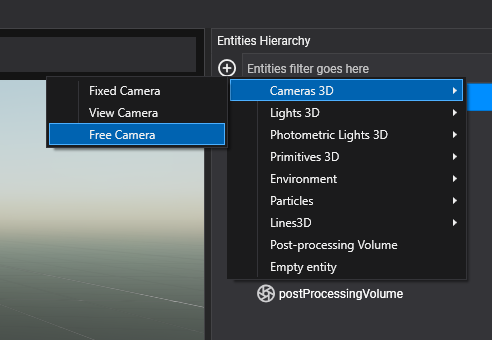 Entities Hierarchy
Entities filter goes here
Cameras 3D
Fixed Camera
View Camera
Free Camera
Lights 3D
Photometric Lights 3D
Primitives 3D
Environment
Particles
Lines3D
Post-processing Volume
Empty entity
postProcessingVolume